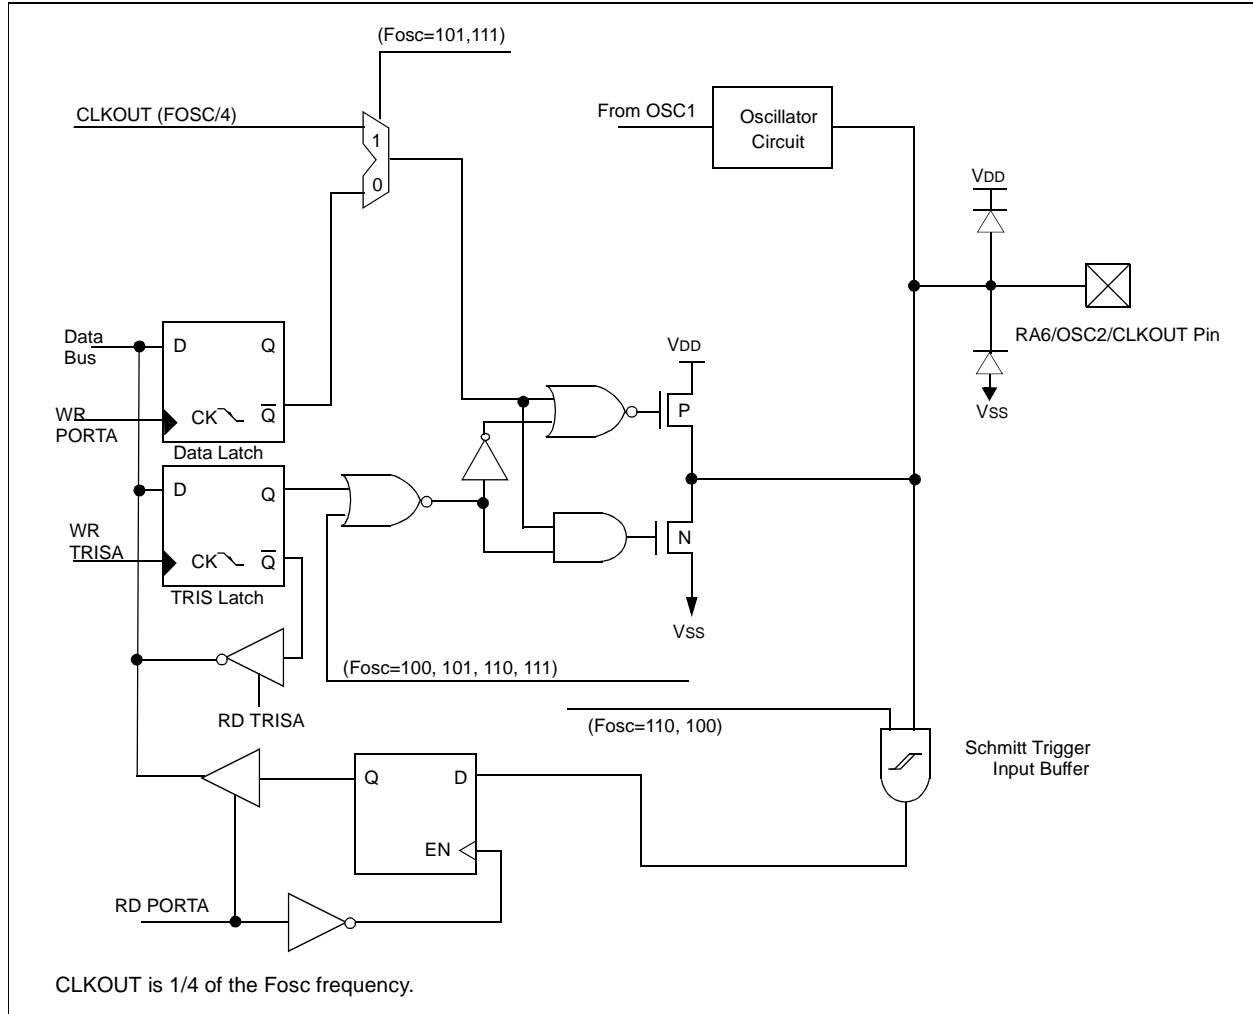 (Fosc=101,111)
CLKOUT (FOSC/4)
1
0
From OSC1
Oscillator
Circuit
VDD
RA6/OSC2/CLKOUT Pin
VSS
Data
Bus
D
Q
WR
PORTA
CK
Q
Data Latch
VDD
P
D
Q
WR
TRISA
CK
Q
TRIS Latch
N
VSS
(Fosc=100, 101, 110, 111)
RD TRISA
(Fosc=110, 100)
Schmitt Trigger
Input Buffer
Q
D
EN
RD PORTA
CLKOUT is 1/4 of the Fosc frequency.